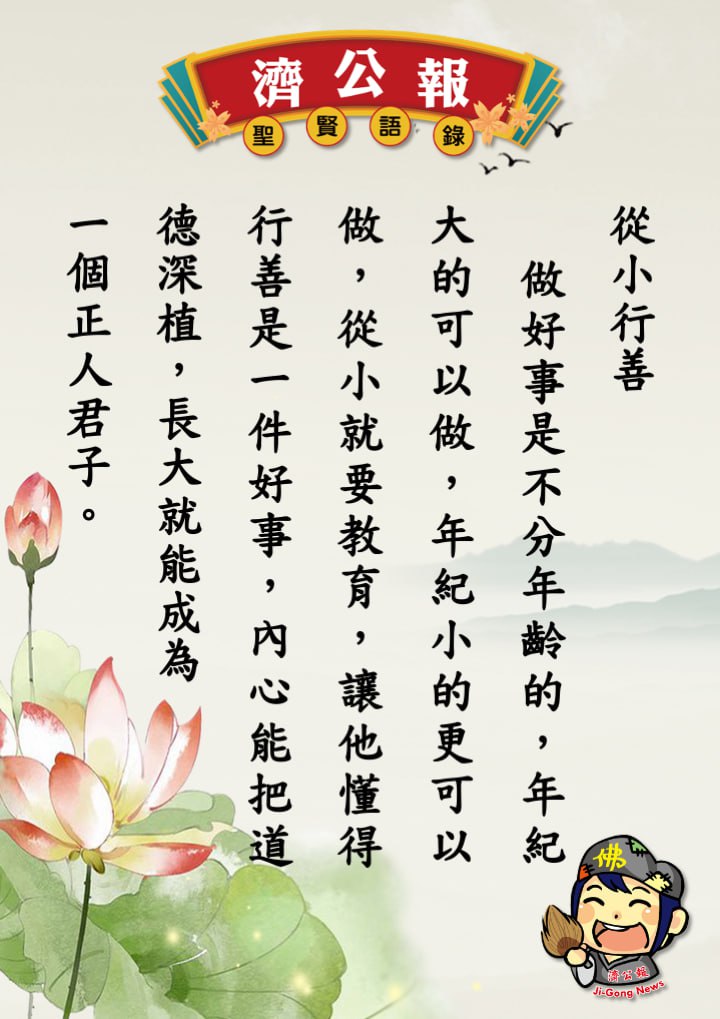 濟公報
聖賢語錄
從小行善
做好事是不分年齡的，年紀
大的可以做，年紀小的更可以
做，從小就要教育，讓他懂得
行善是一件好事，內心能把道
德深植，長大就能成為
一個正人君子。
佛
濟公報
Ji-Gong News